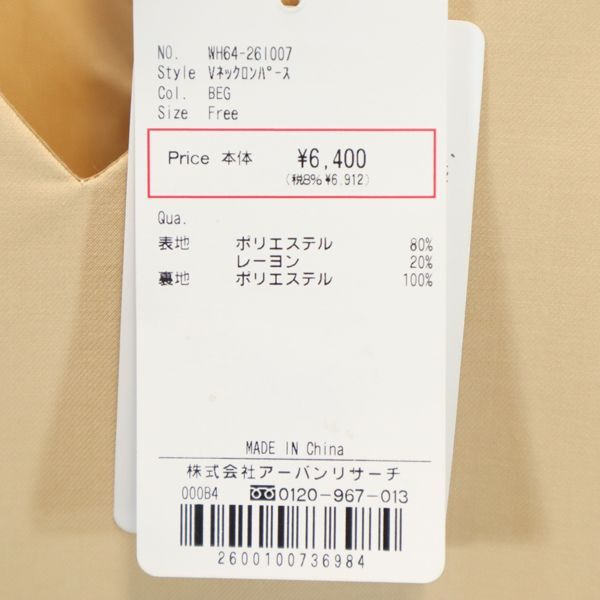 NO. WH64-26I007
Style Vネックロンパース
Col. BEG
Size Free
Price 本体 ¥6,400
(税8% ¥6,912)
Qua.
表地 ポリエステル 80%
レーヨン 20%
裏地 ポリエステル 100%
MADE IN China
株式会社アーバンリサーチ
000B4 0120-967-013
2600100736984